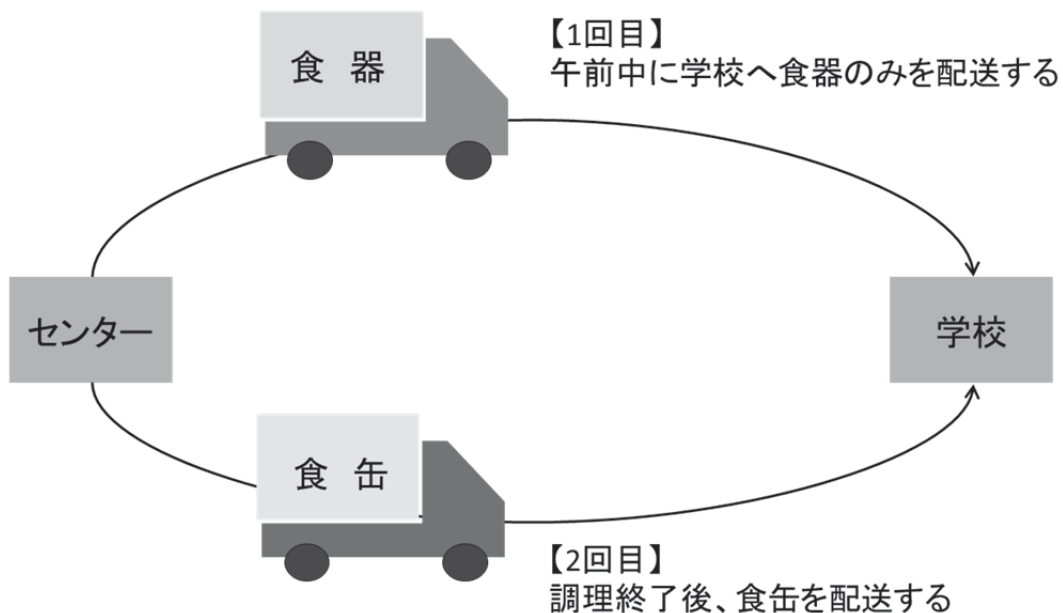 食 器
【1回目】
午前中に学校へ食器のみを配送する
センター
学校
食 缶
【2回目】
調理終了後、食缶を配送する